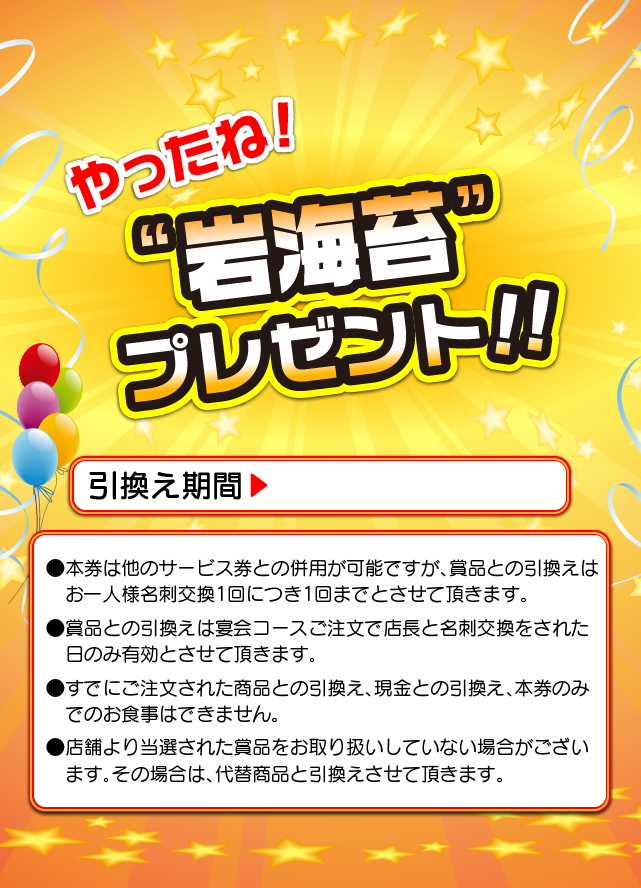 やったね！
“岩海苔”
プレゼント!!
引換え期間▶
●本券は他のサービス券との併用が可能ですが、賞品との引換えは
お一人様名刺交換1回につき1回までとさせて頂きます。
●賞品との引換えは宴会コースご注文で店長と名刺交換をされた
日のみ有効とさせて頂きます。
●すでにご注文された商品との引換え、現金との引換え、本券のみ
でのお食事はできません。
●店舗より当選された賞品をお取り扱いしていない場合がござい
ます。その場合は、代替商品と引換えさせて頂きます。